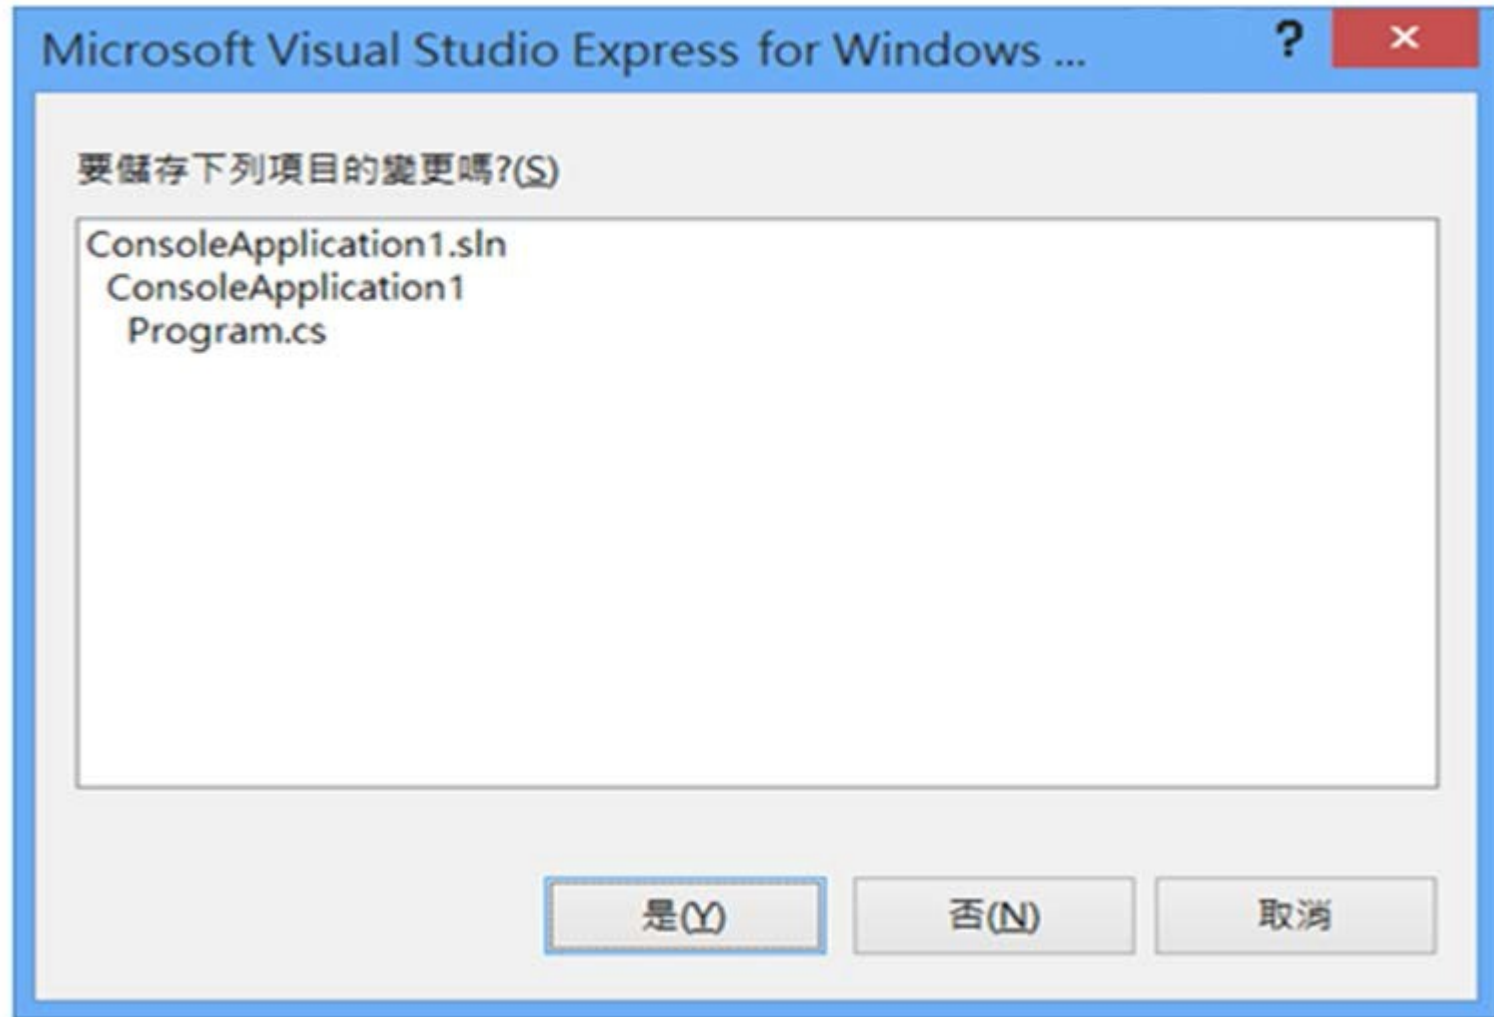 Microsoft Visual Studio Express for Windows ...
?
要儲存下列項目的變更嗎?(S)
ConsoleApplication1.sln
ConsoleApplication1
Program.cs
是(Y) 否(N) 取消